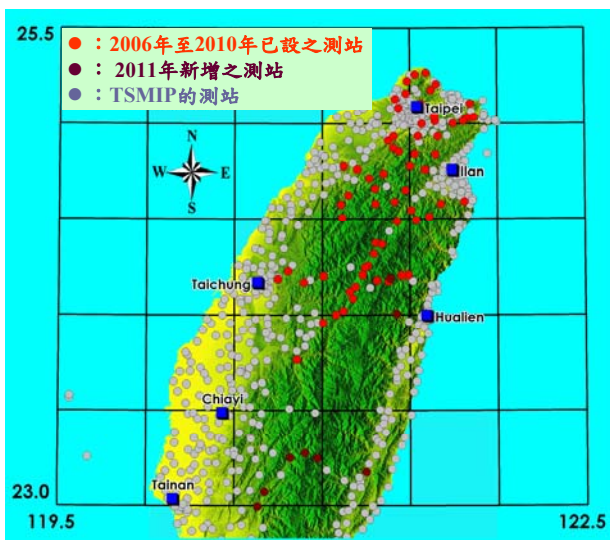 25.5
● : 2006年至2010年已設之測站
● : 2011年新增之測站
● : TSMIP的測站
N
W E
S
Taipei
Ilan
Taichung
Hualien
Chiayi
Tainan
23.0
119.5 122.5